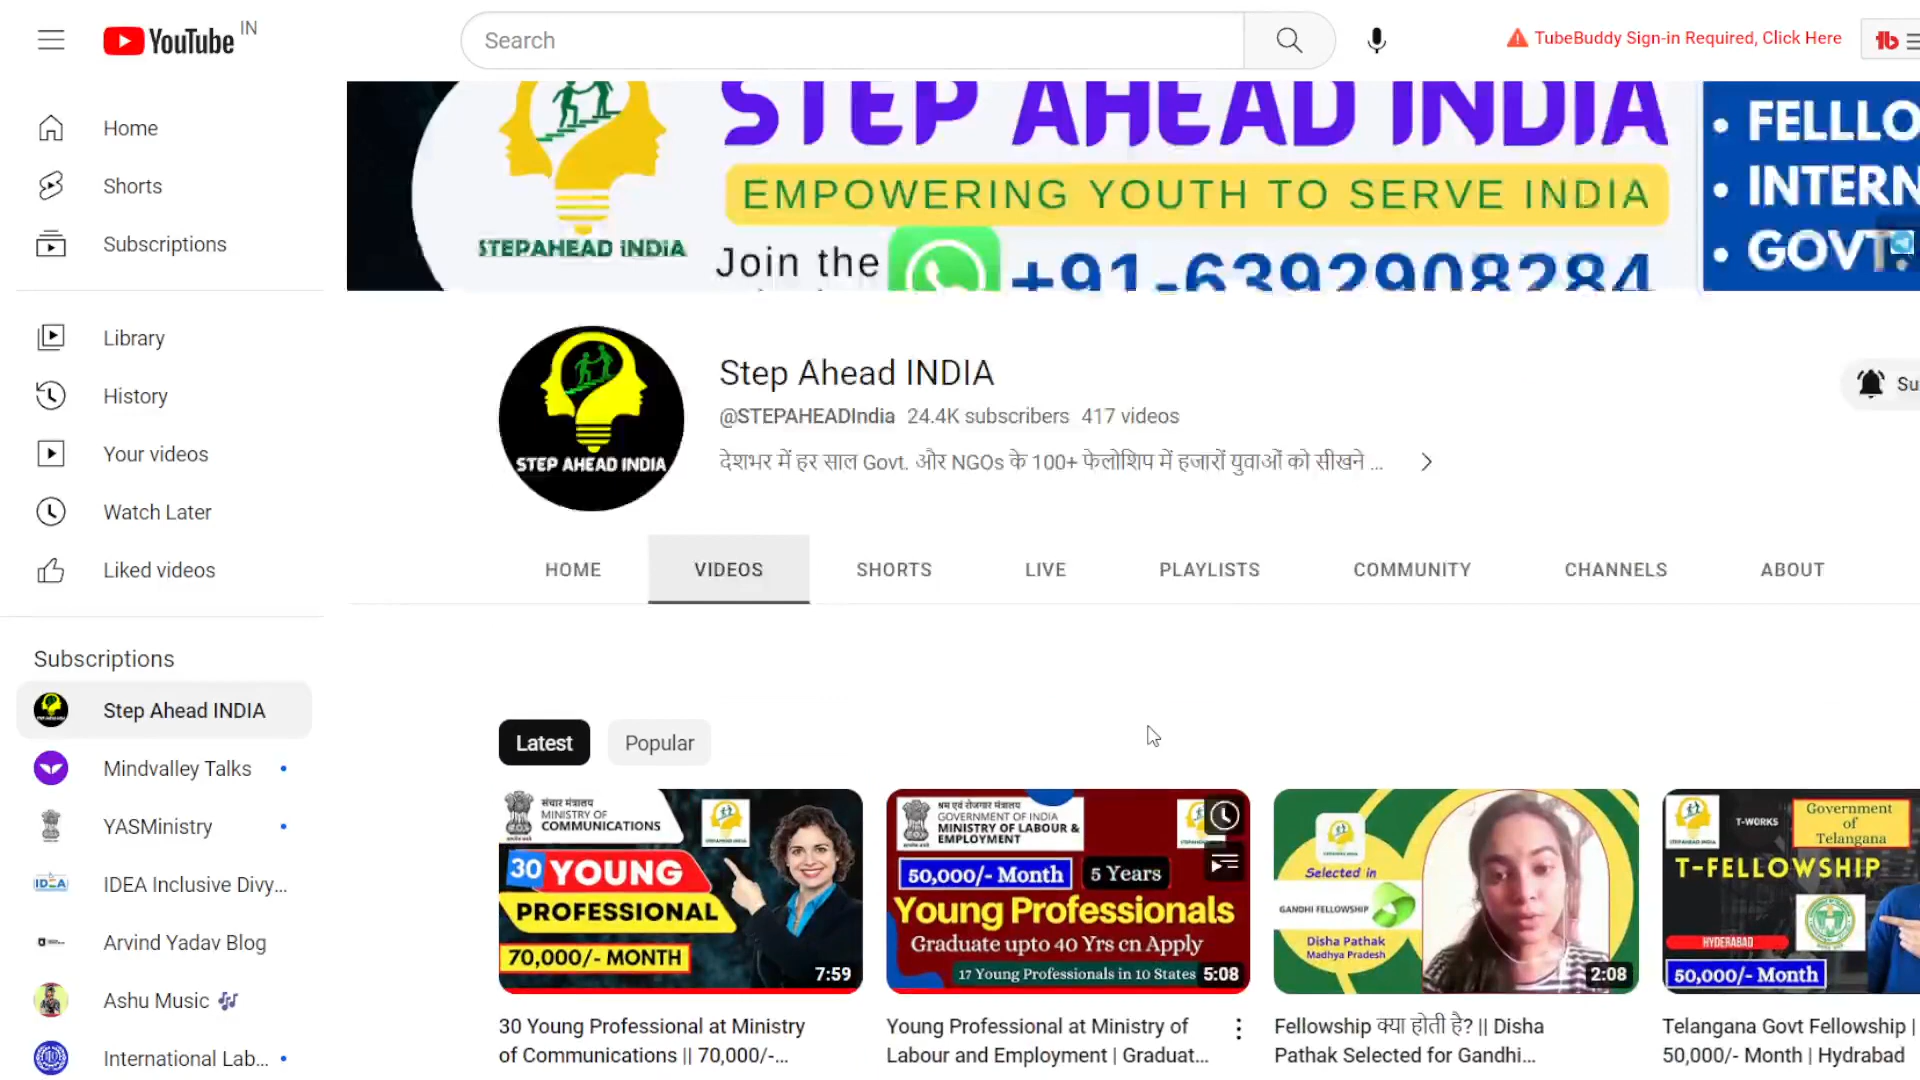 YouTube IN
Search
TubeBuddy Sign-in Required, Click Here
Home
Shorts
Subscriptions
Library
History
Your videos
Watch Later
Liked videos
Subscriptions
Step Ahead INDIA
Mindvalley Talks
YASMinistry
IDEA Inclusive Divy...
Arvind Yadav Blog
Ashu Music
International Lab...
STEP AHEAD INDIA
EMPOWERING YOUTH TO SERVE INDIA
STEPAHEAD INDIA
Join the
+91-6392908284
• FELLLO
• INTERN
• GOVT
STEP AHEAD INDIA
Step Ahead INDIA
@STEPAHEADIndia 24.4K subscribers 417 videos
देशभर में हर साल Govt. और NGOs के 100+ फेलोशिप में हजारों युवाओं को सीखने ...
Su
HOME VIDEOS SHORTS LIVE PLAYLISTS COMMUNITY CHANNELS ABOUT
Latest Popular
संचार मंत्रालय
MINISTRY OF
COMMUNICATIONS
30 YOUNG
PROFESSIONAL
70,000/- MONTH
7:59
30 Young Professional at Ministry
of Communications || 70,000/-...
श्रम एवं रोजगार मंत्रालय
GOVERNMENT OF INDIA
MINISTRY OF LABOUR &
EMPLOYMENT
50,000/- Month 5 Years
Young Professionals
Graduate upto 40 Yrs cn Apply
17 Young Professionals in 10 States
5:08
Young Professional at Ministry of
Labour and Employment | Graduat...
Selected in
GANDHI FELLOWSHIP
Disha Pathak
Madhya Pradesh
2:08
Fellowship क्या होती है? || Disha
Pathak Selected for Gandhi...
T-WORKS
Government
of
Telangana
T-FELLOWSHIP
HYDERABAD
50,000/- Month
Telangana Govt Fellowship |
50,000/- Month | Hydrabad